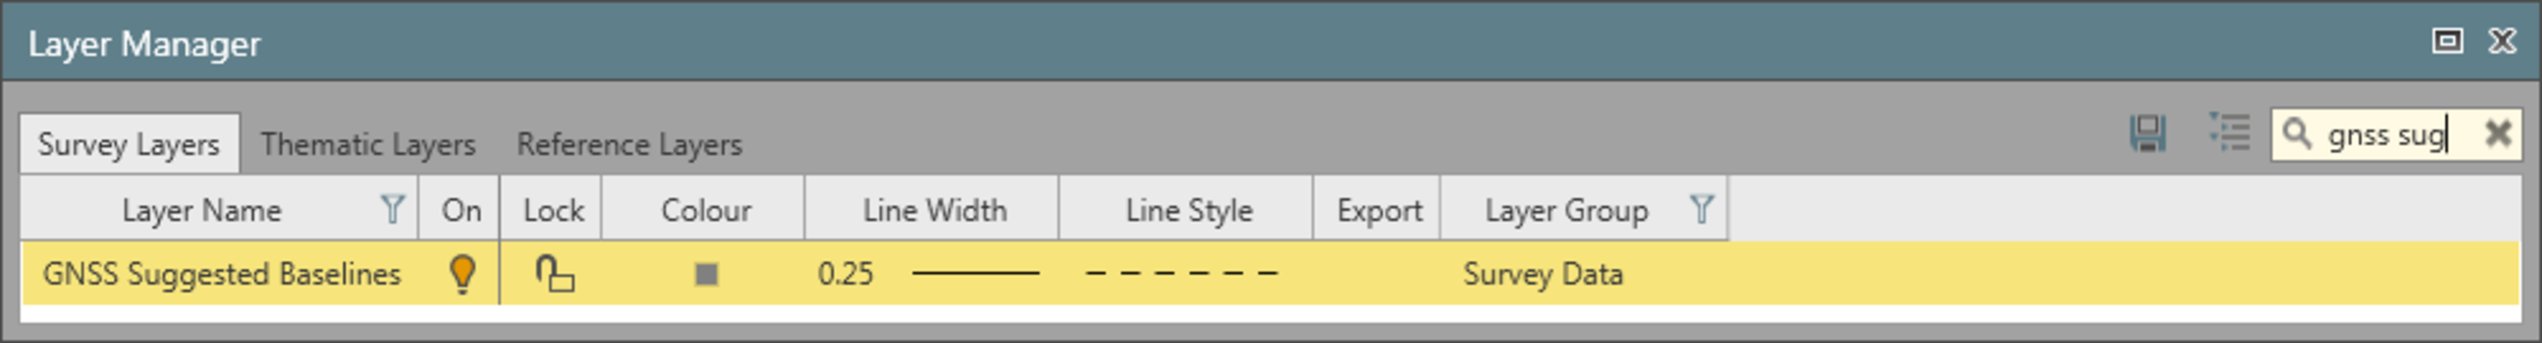 Layer Manager
Survey Layers Thematic Layers Reference Layers gnss sug
Layer Name On Lock Colour Line Width Line Style Export Layer Group
GNSS Suggested Baselines 0.25 Survey Data